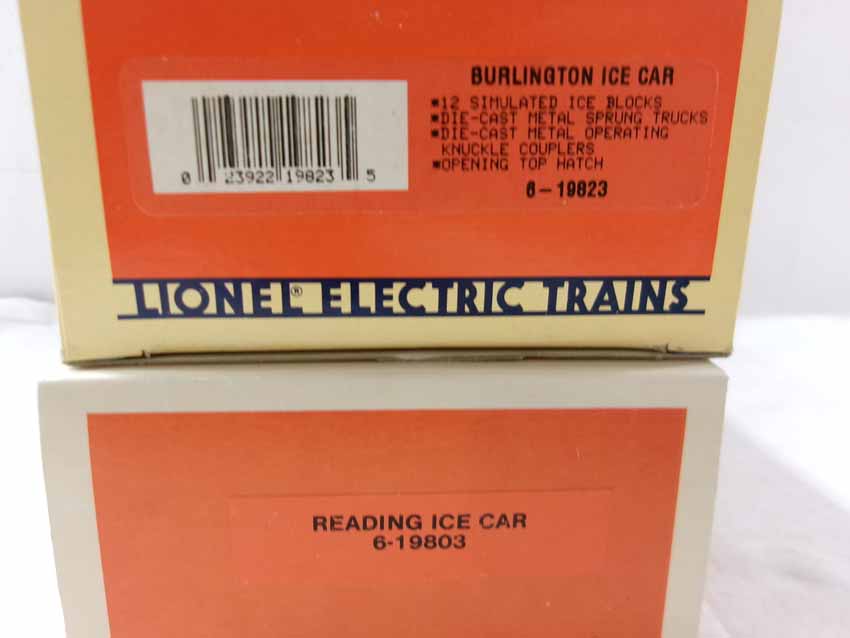 BURLINGTON ICE CAR
*12 SIMULATED ICE BLOCKS
*DIE-CAST METAL SPRUNG TRUCKS
*DIE-CAST METAL OPERATING
KNUCKLE COUPLERS
*OPENING TOP HATCH
6-19823
0 23922 19823 5
LIONEL® ELECTRIC TRAINS
READING ICE CAR
6-19803